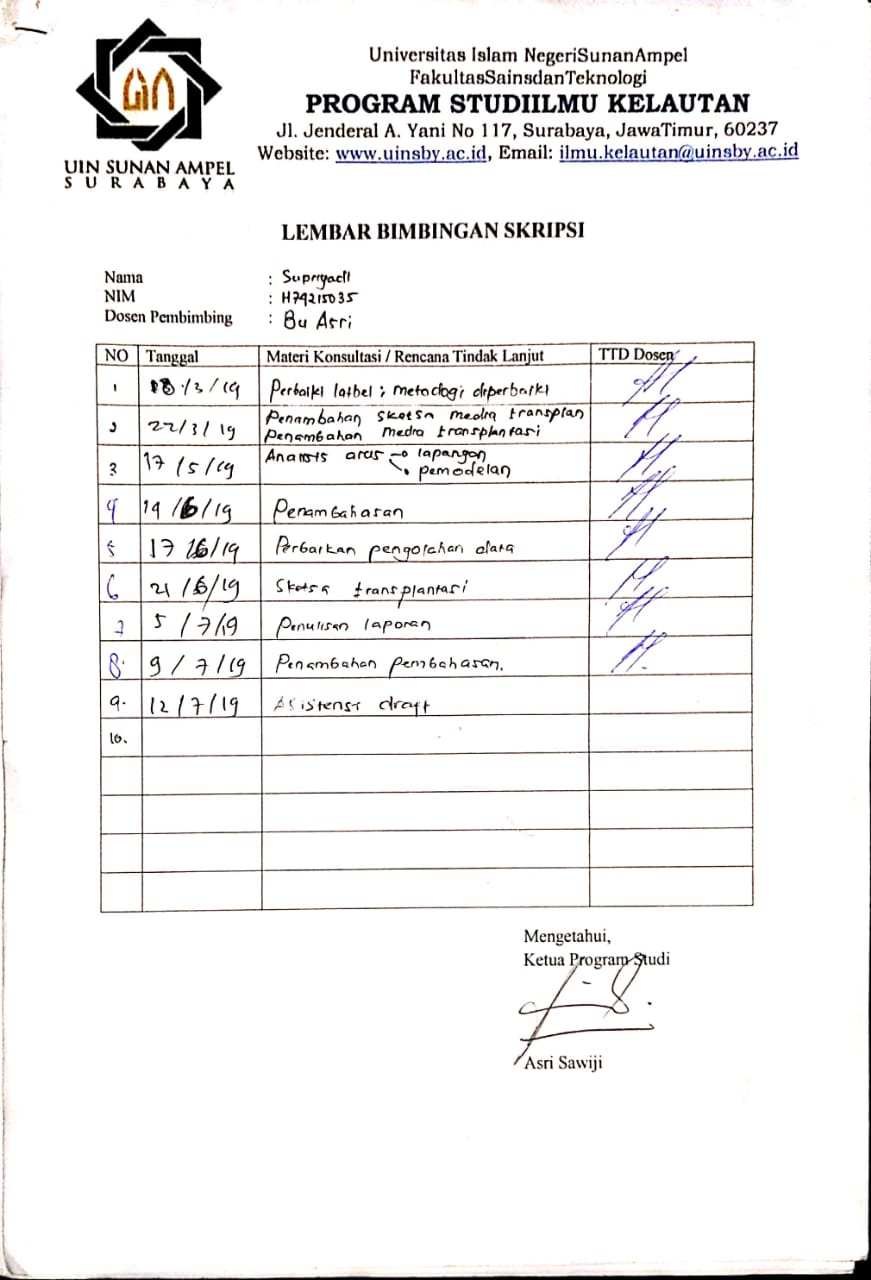 UIN SUNAN AMPEL
SURABAYA
Universitas Islam NegeriSunanAmpel
FakultasSainsdanTeknologi
PROGRAM STUDIILMU KELAUTAN
Jl. Jenderal A. Yani No 117, Surabaya, JawaTimur, 60237
Website: www.uinsby.ac.id, Email: ilmu.kelautan@uinsby.ac.id
LEMBAR BIMBINGAN SKRIPSI
Nama : Supriyadi
NIM : H74215035
Dosen Pembimbing : Bu Asri
NO Tanggal Materi Konsultasi / Rencana Tindak Lanjut TTD Dosen
1 18/3/19 Perbaiki latbel; metodogi diperbaiki
2 22/3/19 Penambahan sketsa media transplan
Penambahan media transplantasi
3 17/5/19 Analisis arus lapangan
pemodelan
4 14/6/19 Pembahasan
5 17/6/19 Perbaikan pengolahan data
6 21/6/19 Sketsa transplantasi
7 5/7/19 Penulisan laporan
8. 9/7/19 Penambahan pembahasan.
9. 12/7/19 Asistensi draft
10.
Mengetahui,
Ketua Program Studi
Asri Sawiji